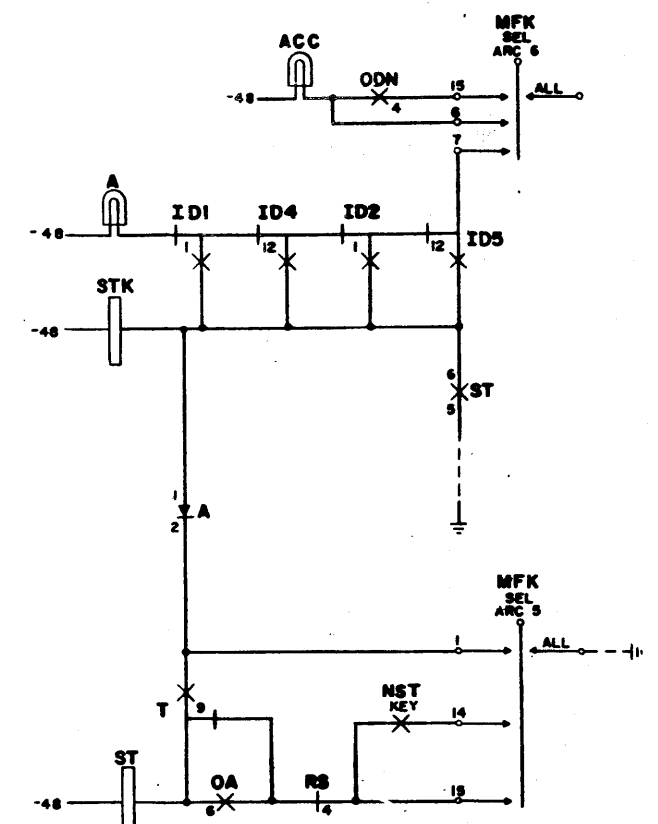 MFK
SEL
ARC 6
ACC
ODN
-48
4
15
ALL
6
7
A
ID1
ID4
ID2
-48
1
12
1
12
ID5
STK
-48
6
ST
5
1
A
2
MFK
SEL
ARC 5
1
ALL
T
9
NST
KEY
14
ST
OA
RS
-48
6
4
15